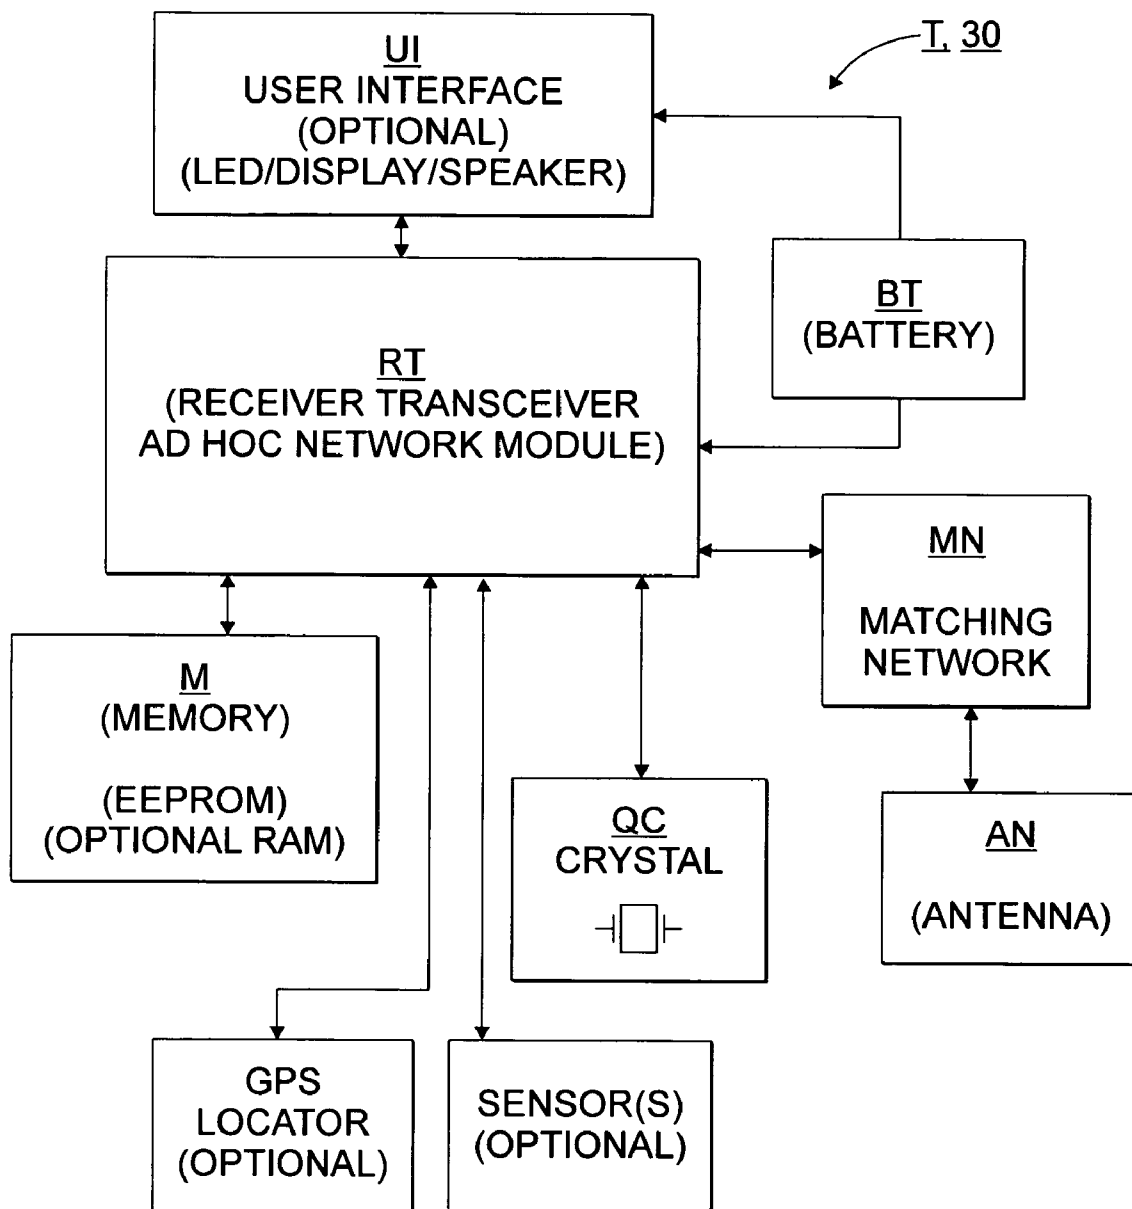 T, 30
UI
USER INTERFACE
(OPTIONAL)
(LED/DISPLAY/SPEAKER)
BT
(BATTERY)
RT
(RECEIVER TRANSCEIVER
AD HOC NETWORK MODULE)
MN
MATCHING
NETWORK
M
(MEMORY)
(EEPROM)
(OPTIONAL RAM)
QC
CRYSTAL
AN
(ANTENNA)
GPS
LOCATOR
(OPTIONAL)
SENSOR(S)
(OPTIONAL)